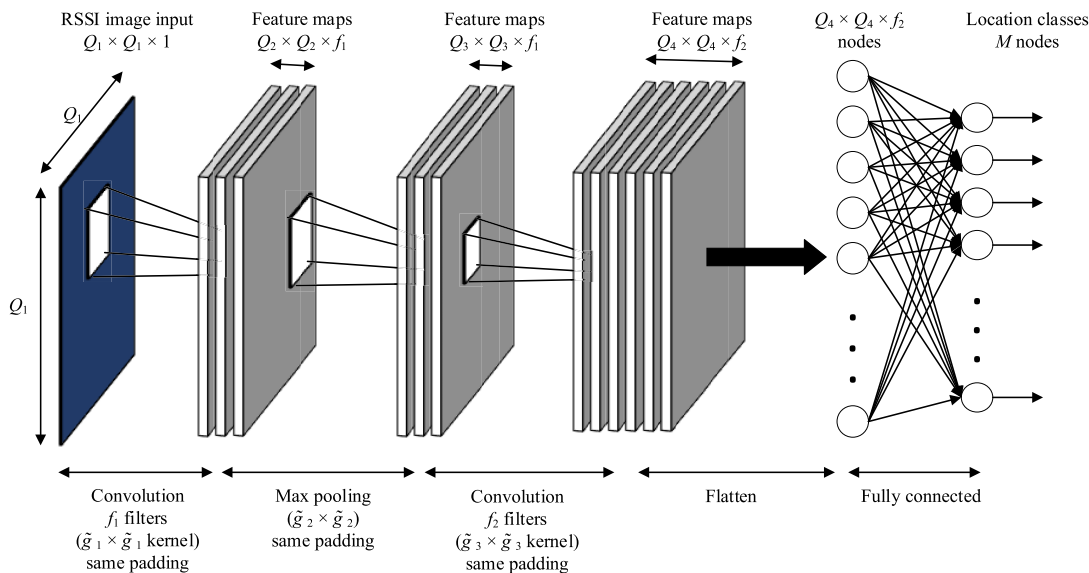 RSSI image input
Q₁ × Q₁ × 1
Feature maps
Q₂ × Q₂ × f₁
Feature maps
Q₃ × Q₃ × f₁
Feature maps
Q₄ × Q₄ × f₂
Q₄ × Q₄ × f₂
nodes
Location classes
M nodes
Q₁
Q₁
Convolution
f₁ filters
(g̃ ₁ × g̃ ₁ kernel)
same padding
Max pooling
(g̃ ₂ × g̃ ₂)
same padding
Convolution
f₂ filters
(g̃ ₃ × g̃ ₃ kernel)
same padding
Flatten
Fully connected